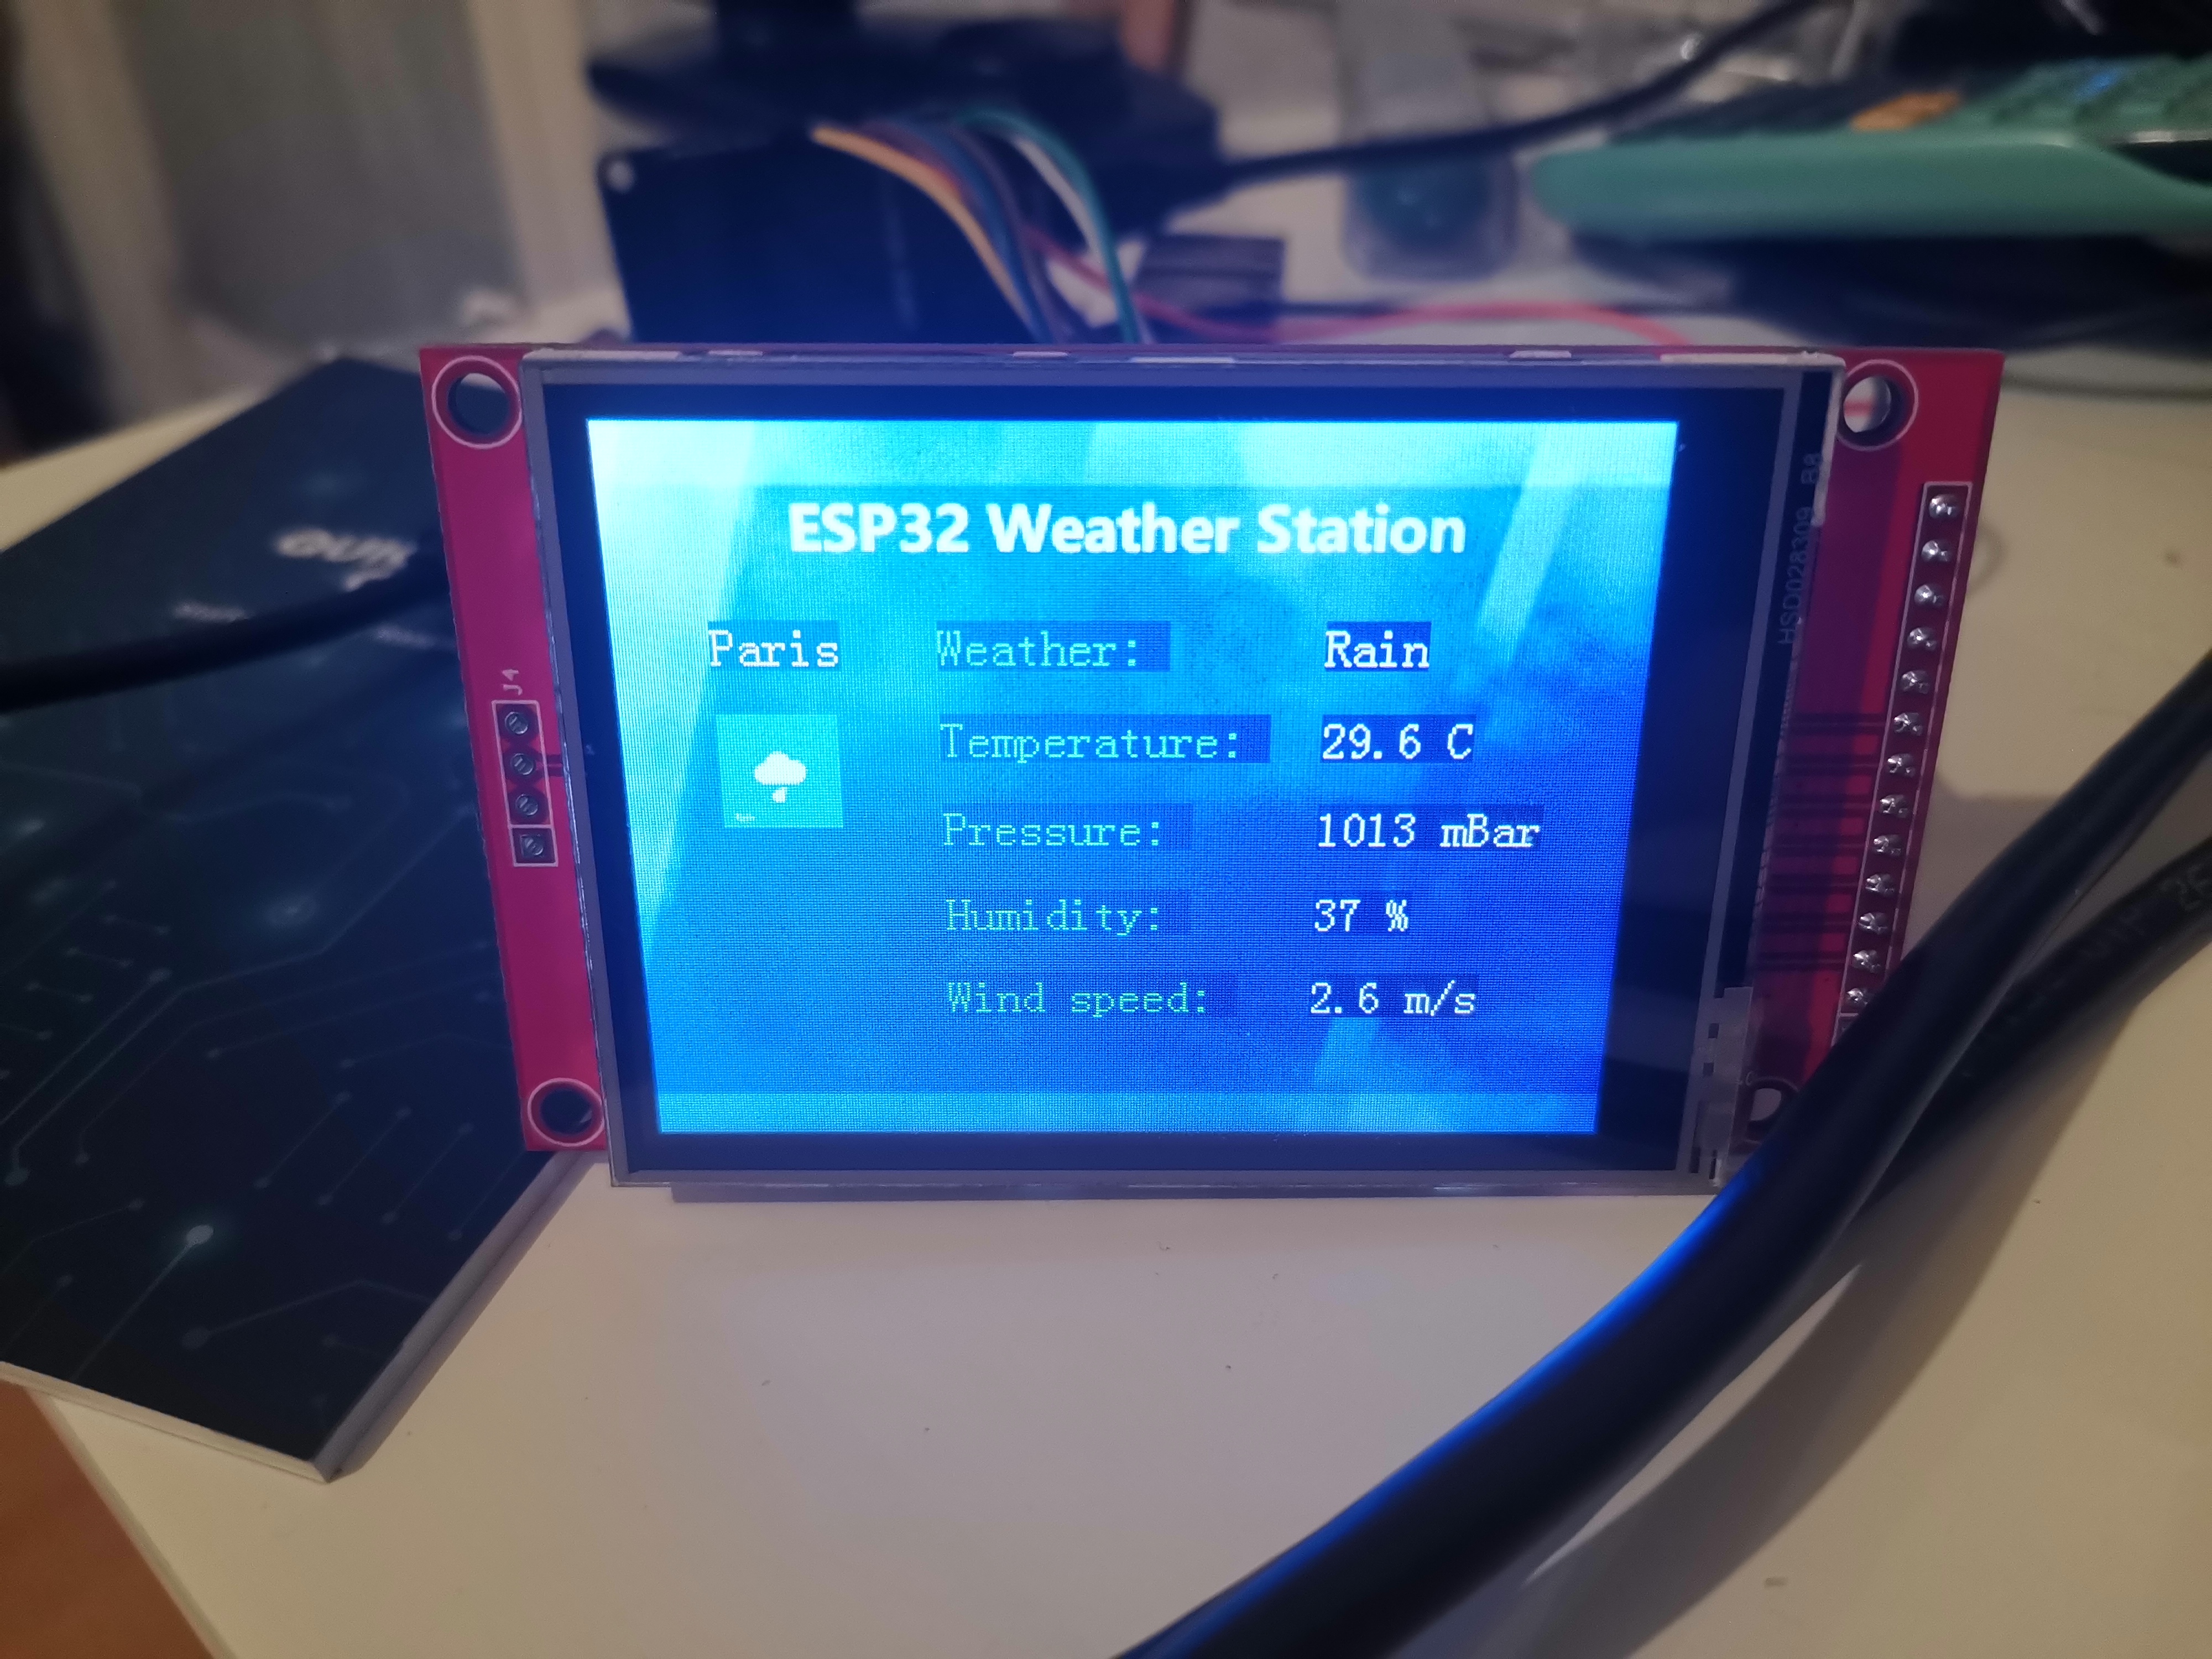 ESP32 Weather Station
Paris Weather: Rain
Temperature: 29.6 C
Pressure: 1013 mBar
Humidity: 37 %
Wind speed: 2.6 m/s
J4